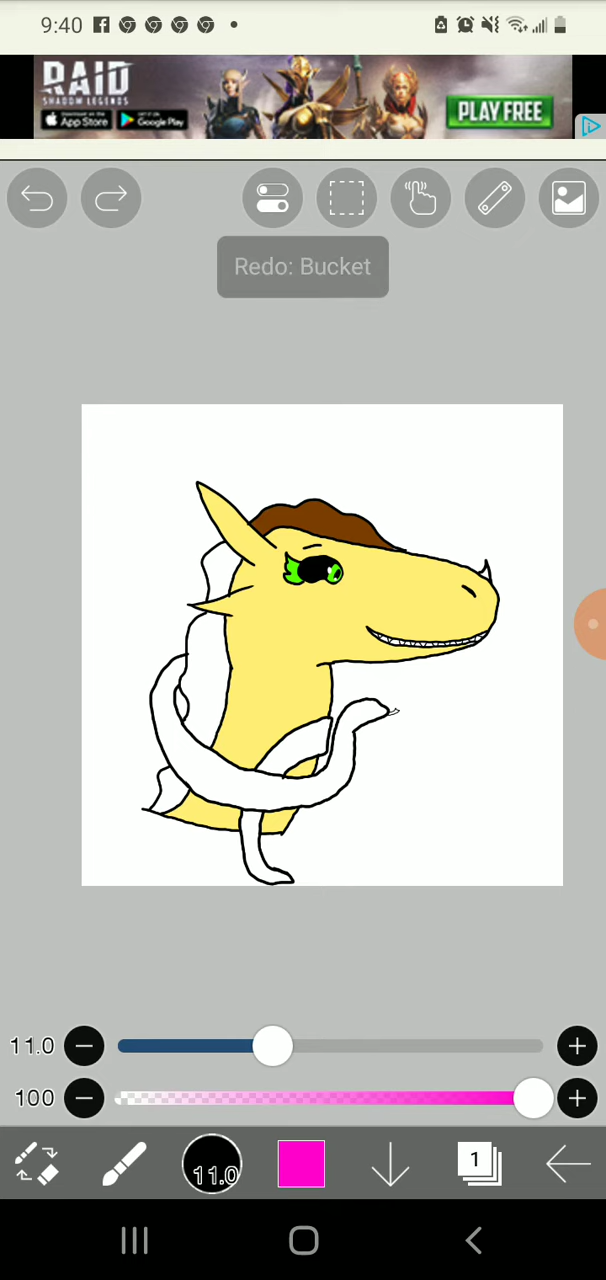 9:40
RAID
SHADOW LEGENDS
App Store
Google Play
PLAY FREE
Redo: Bucket
11.0
100
11.0
1